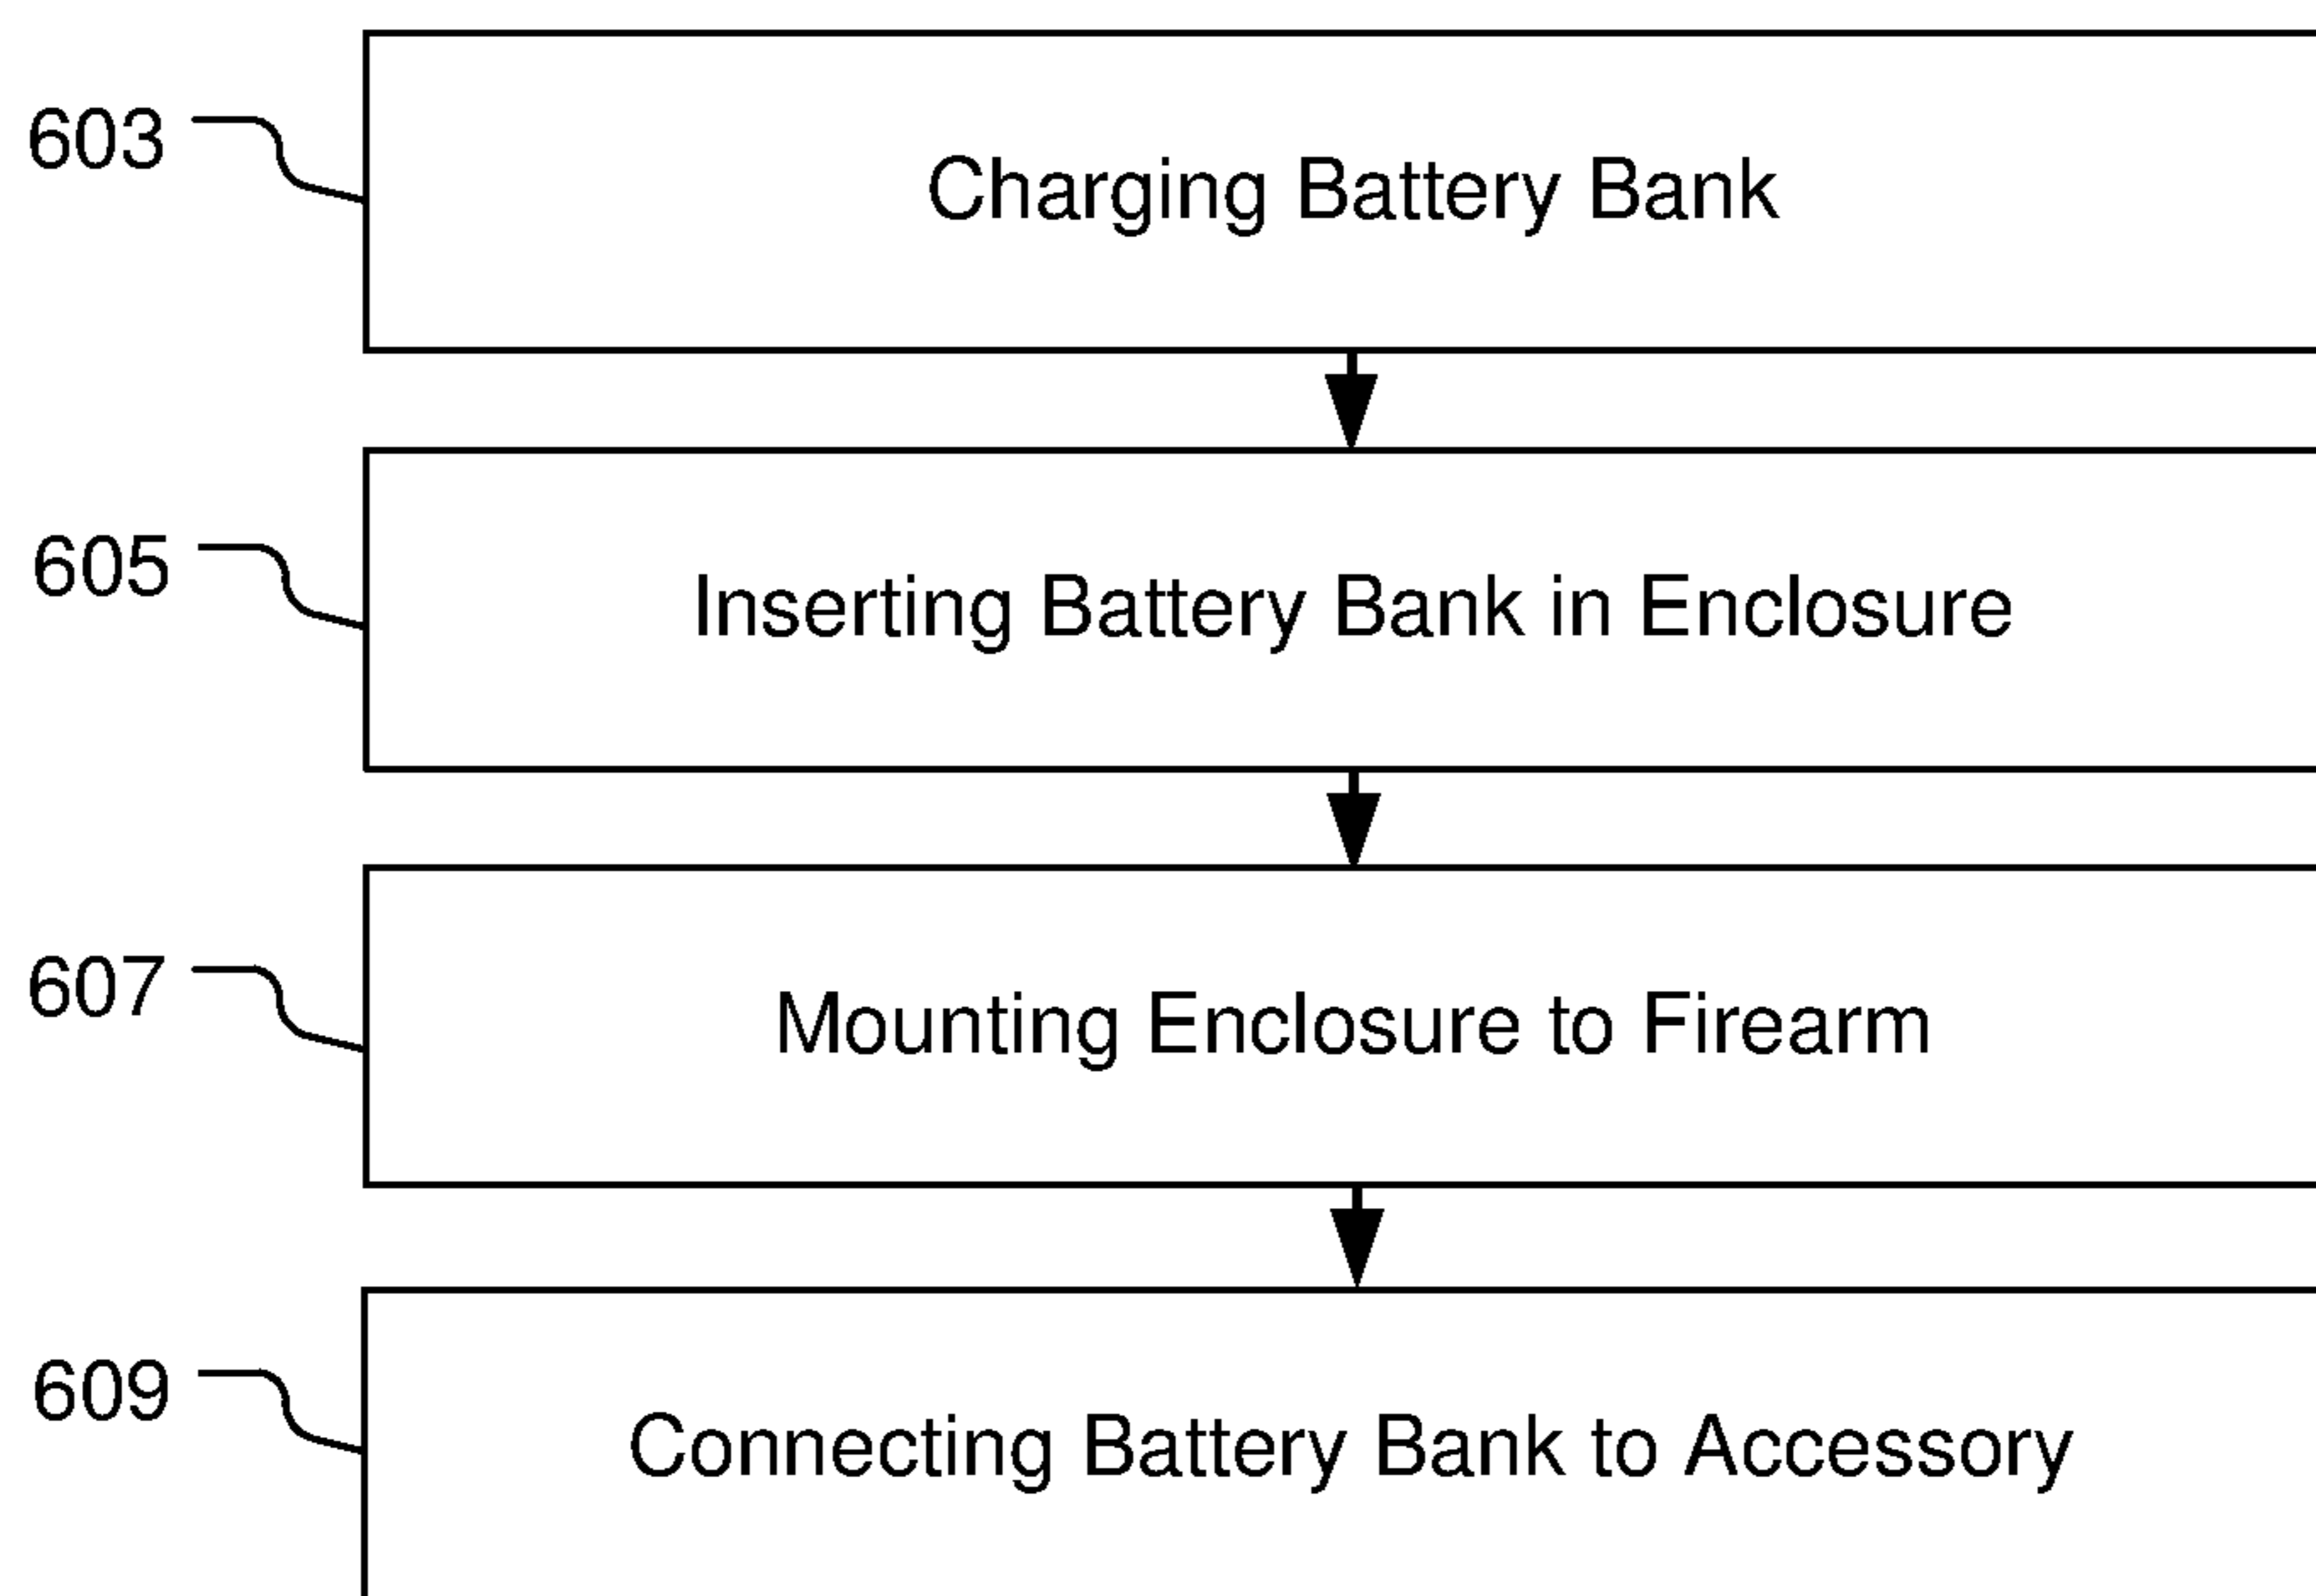 603
Charging Battery Bank
605
Inserting Battery Bank in Enclosure
607
Mounting Enclosure to Firearm
609
Connecting Battery Bank to Accessory